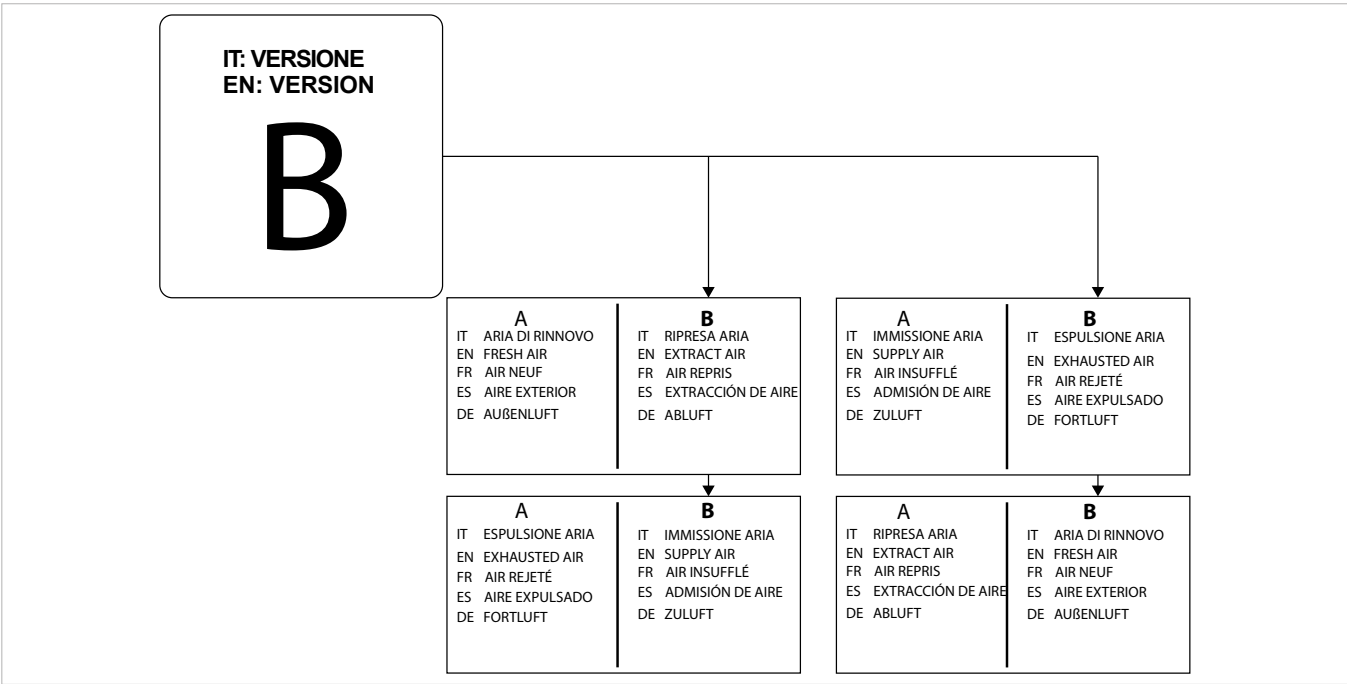 IT: VERSIONE
EN: VERSION
B
A
IT ARIA DI RINNOVO
EN FRESH AIR
FR AIR NEUF
ES AIRE EXTERIOR
DE AUßENLUFT
B
IT RIPRESA ARIA
EN EXTRACT AIR
FR AIR REPRIS
ES EXTRACCIÓN DE AIRE
DE ABLUFT
A
IT IMMISSIONE ARIA
EN SUPPLY AIR
FR AIR INSUFFLÉ
ES ADMISIÓN DE AIRE
DE ZULUFT
B
IT ESPULSIONE ARIA
EN EXHAUSTED AIR
FR AIR REJETÉ
ES AIRE EXPULSADO
DE FORTLUFT
A
IT ESPULSIONE ARIA
EN EXHAUSTED AIR
FR AIR REJETÉ
ES AIRE EXPULSADO
DE FORTLUFT
B
IT IMMISSIONE ARIA
EN SUPPLY AIR
FR AIR INSUFFLÉ
ES ADMISIÓN DE AIRE
DE ZULUFT
A
IT RIPRESA ARIA
EN EXTRACT AIR
FR AIR REPRIS
ES EXTRACCIÓN DE AIRE
DE ABLUFT
B
IT ARIA DI RINNOVO
EN FRESH AIR
FR AIR NEUF
ES AIRE EXTERIOR
DE AUßENLUFT